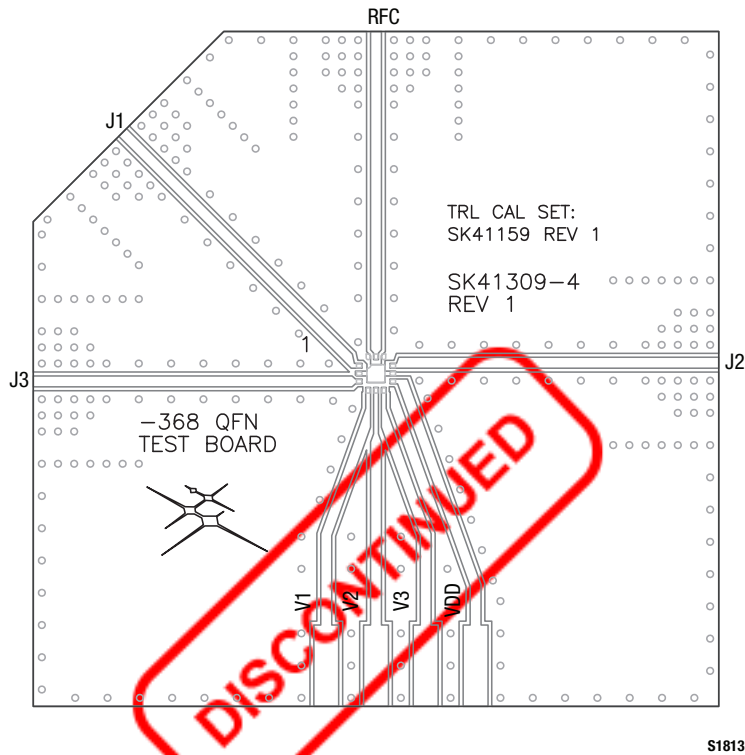 RFC
J1
TRL CAL SET:
SK41159 REV 1
SK41309-4
REV 1
1
J2
J3
-368 QFN
TEST BOARD
DISCONTINUED
V1
V2
V3
VDD
S1813